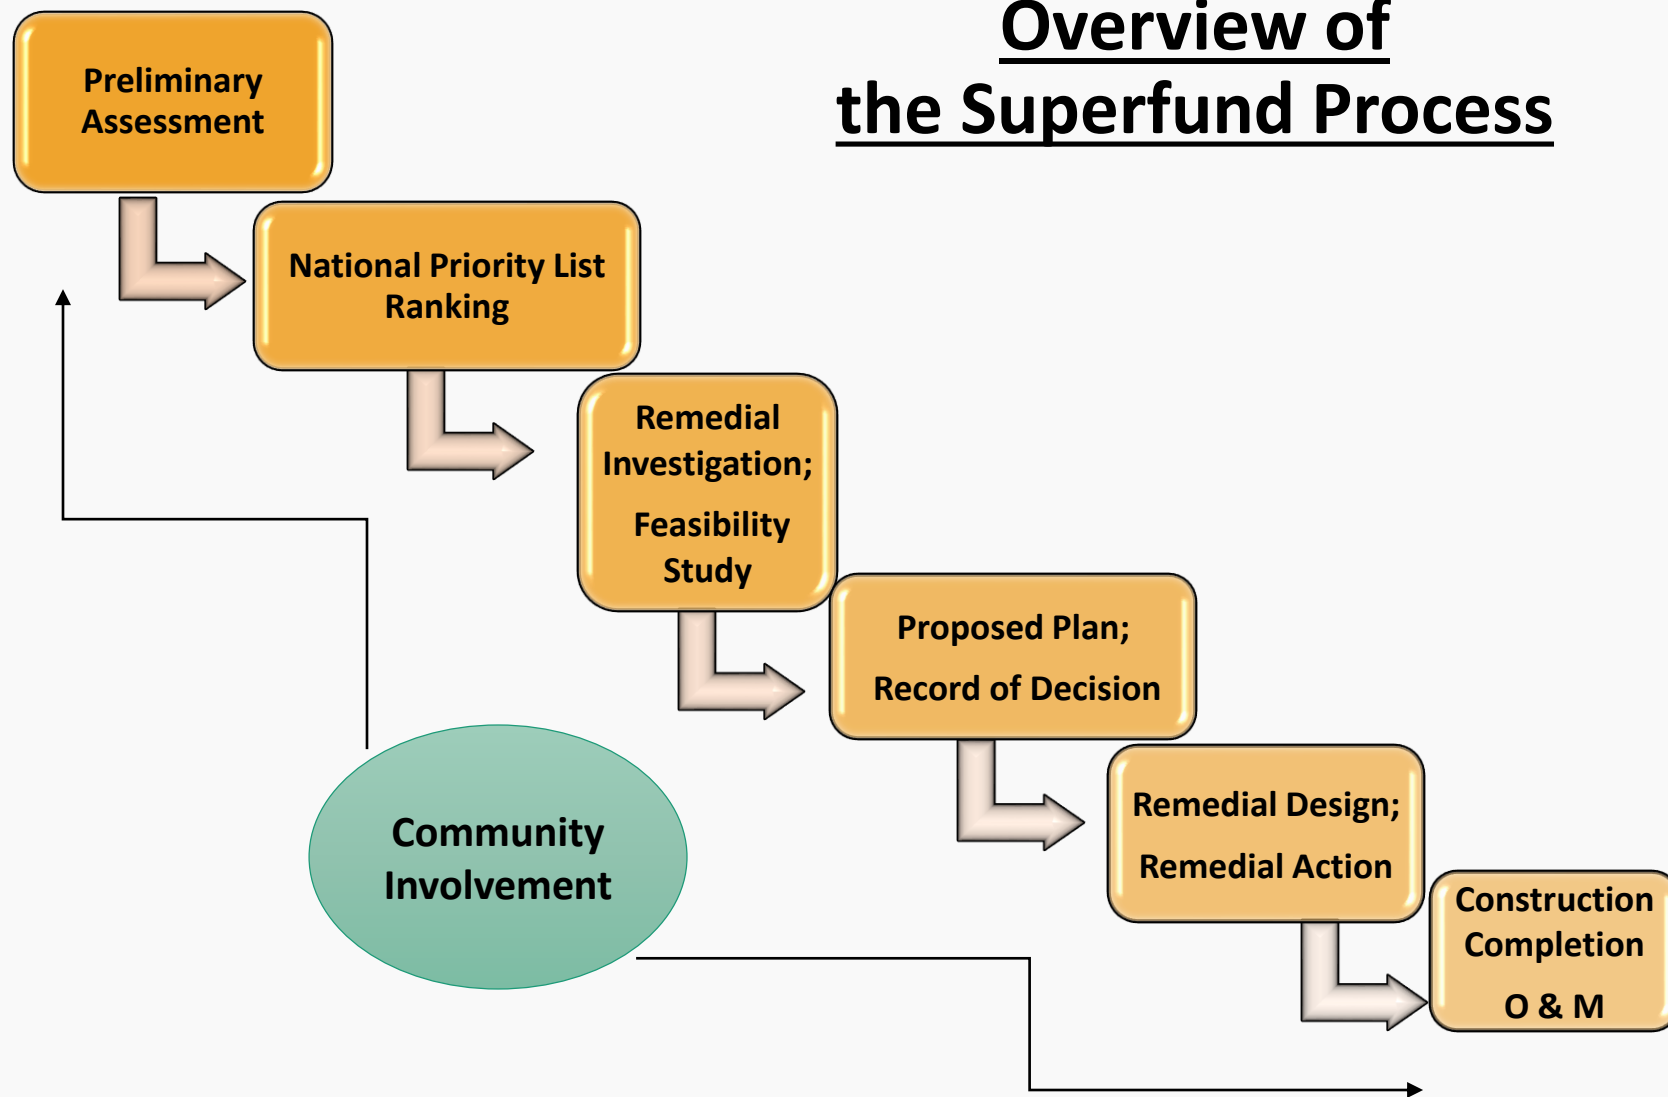 Overview of
the Superfund Process
Preliminary
Assessment
National Priority List
Ranking
Remedial
Investigation;
Feasibility
Study
Proposed Plan;
Record of Decision
Remedial Design;
Remedial Action
Construction
Completion
O & M
Community
Involvement